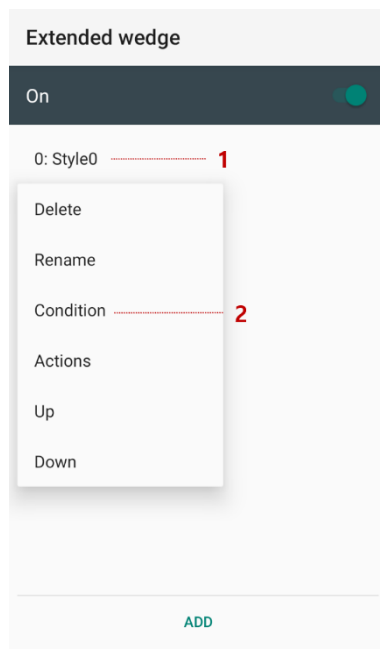 Extended wedge
On
0: Style0 1
Delete
Rename
Condition 2
Actions
Up
Down
ADD